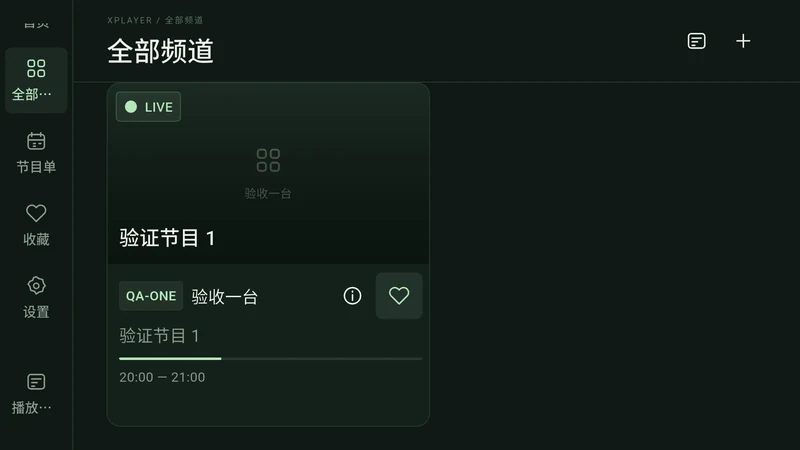 XPLAYER / 全部频道
全部频道
全部…
节目单
收藏
设置
播放…
LIVE
验收一台
验证节目 1
QA-ONE 验收一台
验证节目 1
20:00 — 21:00